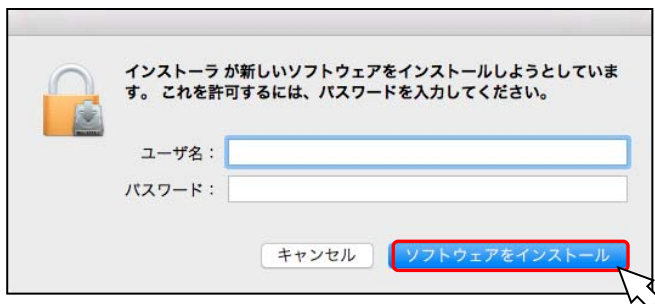 インストーラ が新しいソフトウェアをインストールしようとしていま
す。 これを許可するには、パスワードを入力してください。
ユーザ名：
パスワード：
キャンセル
ソフトウェアをインストール